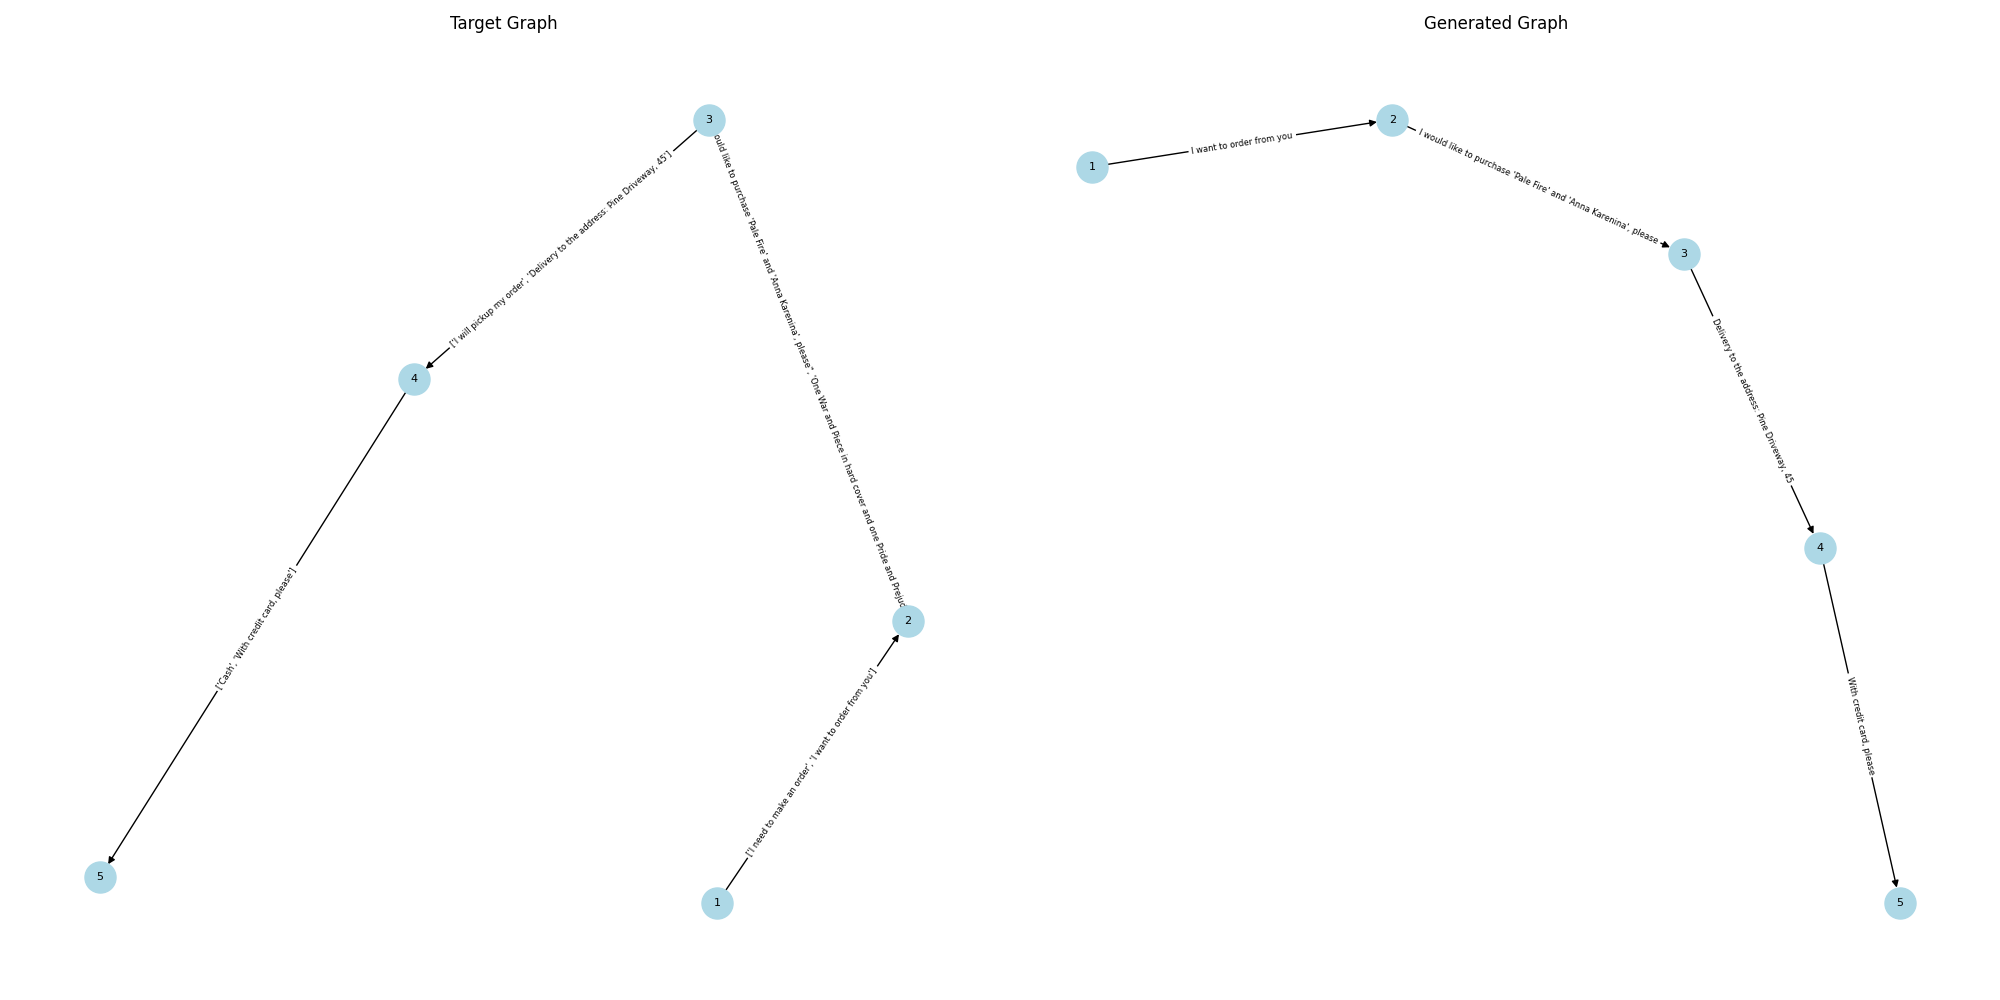 Target Graph
3
ould like to purchase 'Pale Fire' and 'Anna Karenina', please", 'One War and Piece in hard cover and one Pride and Prejud
['I will pickup my order', 'Delivery to the address: Pine Driveway, 45']
4
['Cash', 'With credit card, please']
2
['I need to make an order', 'I want to order from you']
5
1
Generated Graph
1
I want to order from you
2
I would like to purchase 'Pale Fire' and 'Anna Karenina', please
3
Delivery to the address: Pine Driveway, 45
4
With credit card, please
5